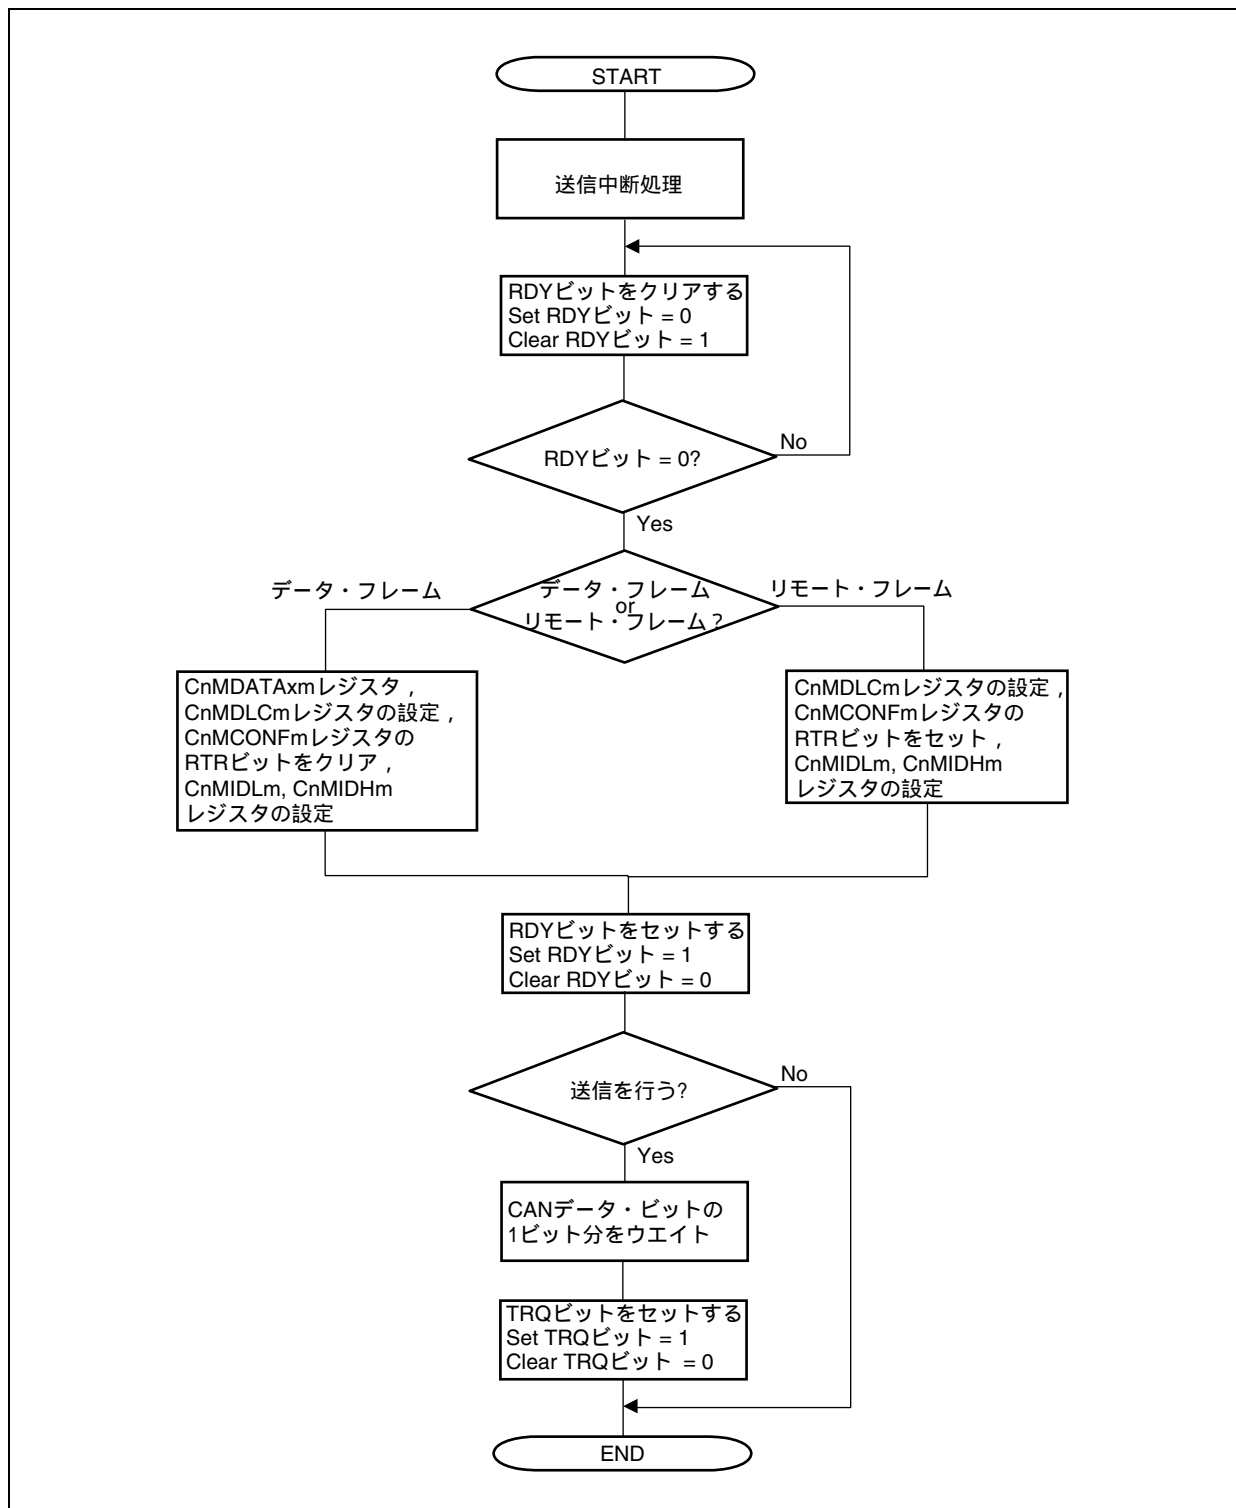 START
送信中断処理
RDYビットをクリアする
Set RDYビット = 0
Clear RDYビット = 1
RDYビット = 0?
No
Yes
データ・フレーム
データ・フレーム
or
リモート・フレーム？
リモート・フレーム
CnMDATAxmレジスタ，
CnMDLCmレジスタの設定，
CnMCONFmレジスタの
RTRビットをクリア，
CnMIDLm, CnMIDHm
レジスタの設定
CnMDLCmレジスタの設定，
CnMCONFmレジスタの
RTRビットをセット，
CnMIDLm, CnMIDHm
レジスタの設定
RDYビットをセットする
Set RDYビット = 1
Clear RDYビット = 0
送信を行う?
No
Yes
CANデータ・ビットの
1ビット分をウエイト
TRQビットをセットする
Set TRQビット = 1
Clear TRQビット = 0
END